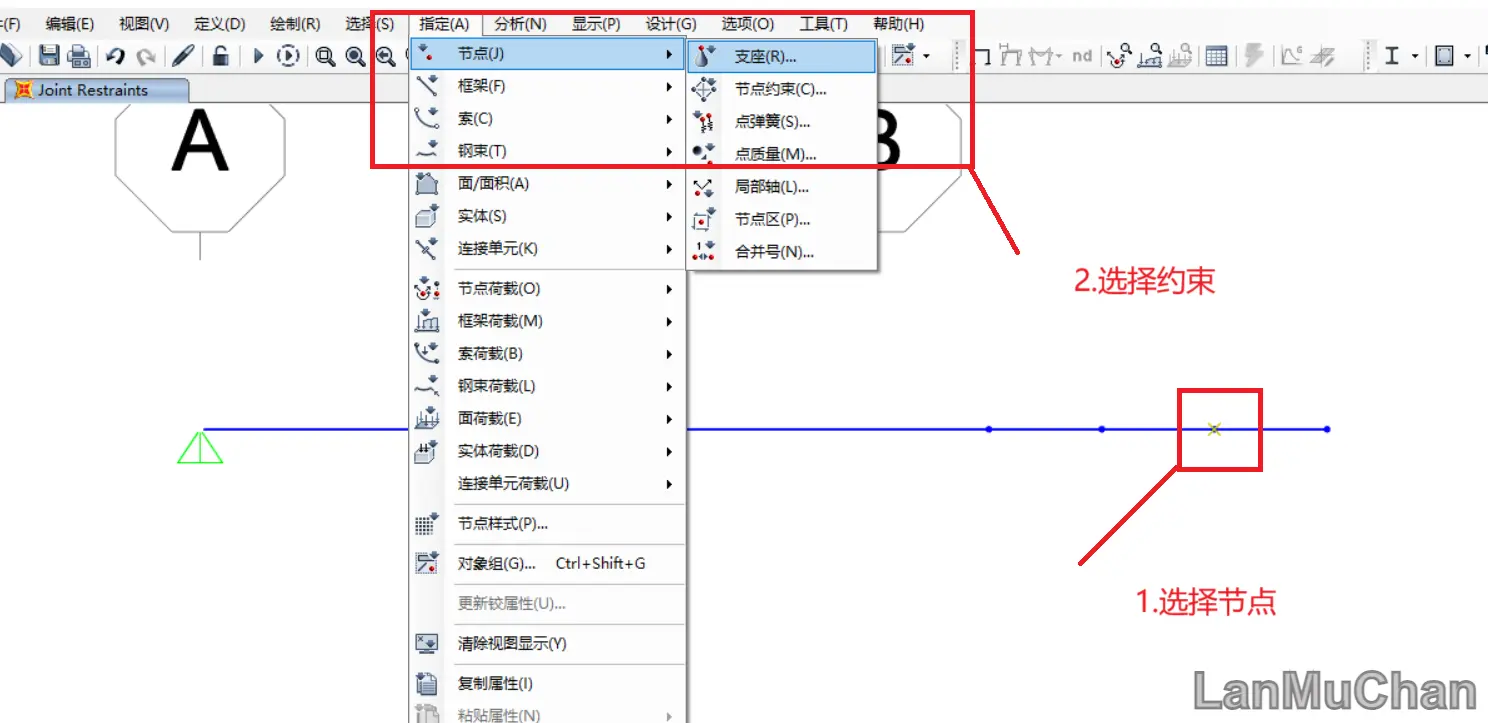 (F) 编辑(E) 视图(V) 定义(D) 绘制(R) 选择(S) 指定(A) 分析(N) 显示(P) 设计(G) 选项(O) 工具(T) 帮助(H)
nd
Joint Restraints
A
B
节点(J)
框架(F)
索(C)
钢束(T)
面/面积(A)
实体(S)
连接单元(K)
节点荷载(O)
框架荷载(M)
索荷载(B)
钢束荷载(L)
面荷载(E)
实体荷载(D)
连接单元荷载(U)
节点样式(P)...
对象组(G)... Ctrl+Shift+G
更新铰属性(U)...
清除视图显示(Y)
复制属性(I)
粘贴属性(N)
支座(R)...
节点约束(C)...
点弹簧(S)...
点质量(M)...
局部轴(L)...
节点区(P)...
合并号(N)...
2.选择约束
1.选择节点
LanMuChan